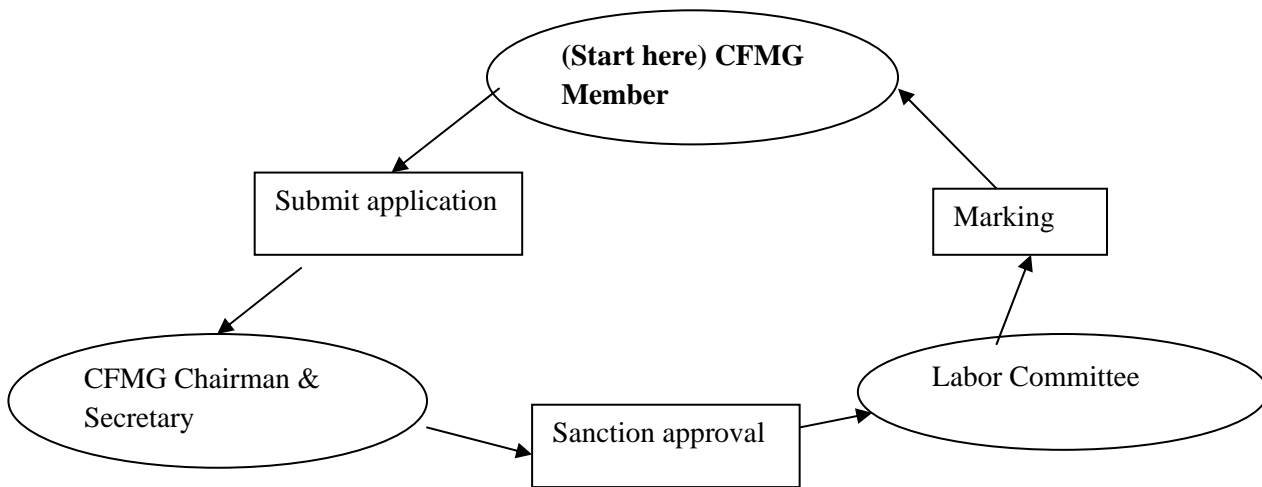 (Start here) CFMG
Member
Submit application
Marking
CFMG Chairman &
Secretary
Labor Committee
Sanction approval